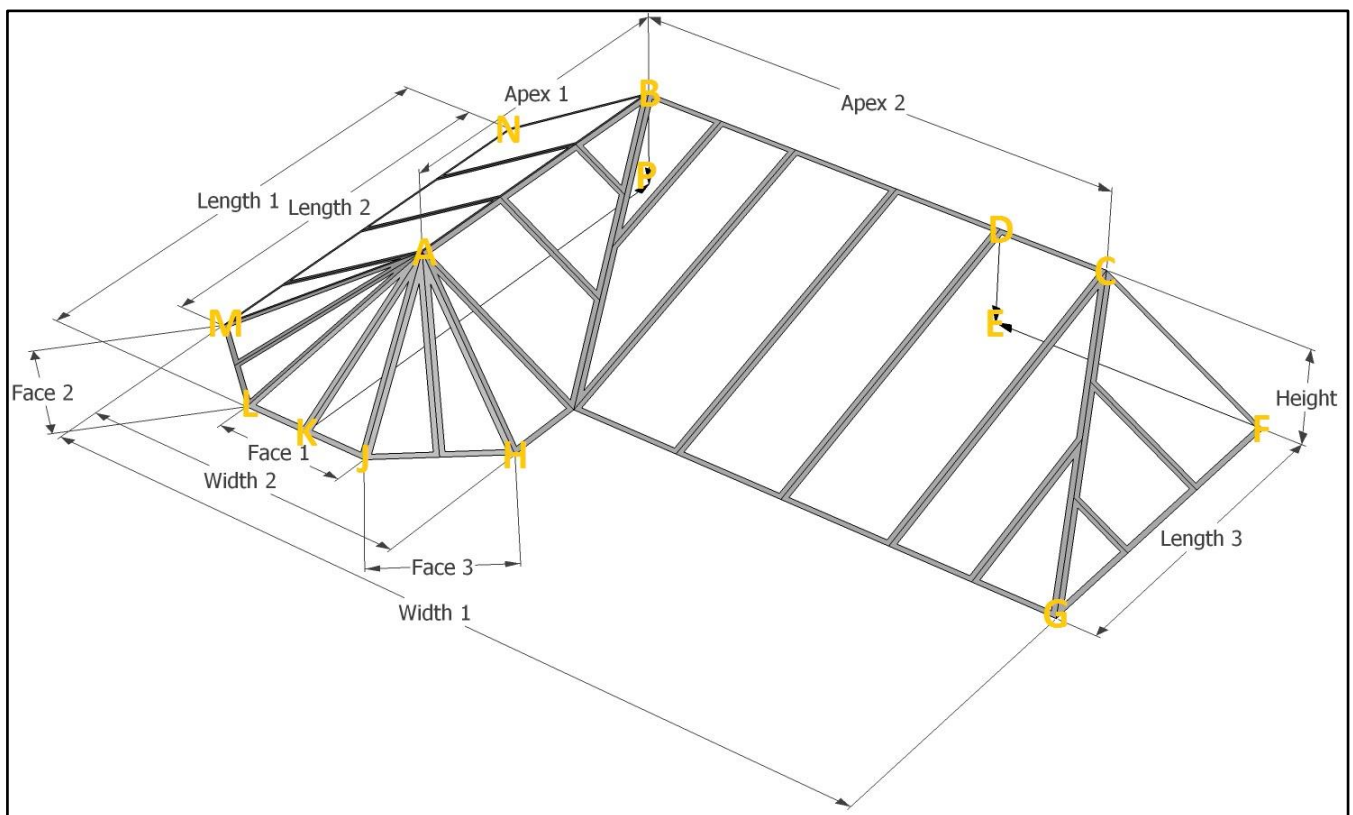 B
Apex 1
Apex 2
N
P
Length 1
Length 2
D
A
C
M
E
Face 2
Height
L
K
F
J
H
Face 1
Width 2
Length 3
Face 3
Width 1
G